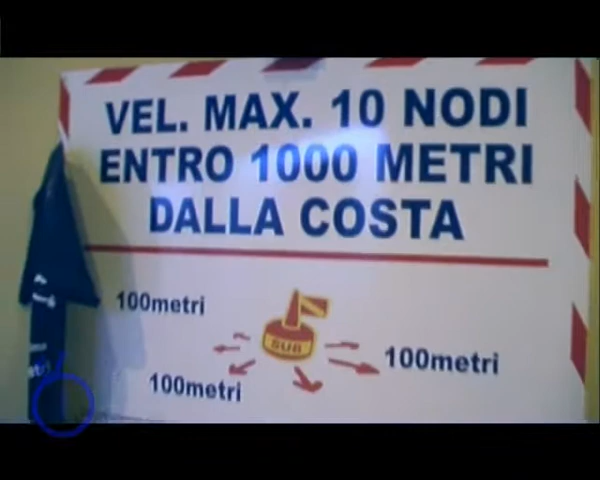 VEL. MAX. 10 NODI
ENTRO 1000 METRI
DALLA COSTA
100metri
SUB
100metri
100metri